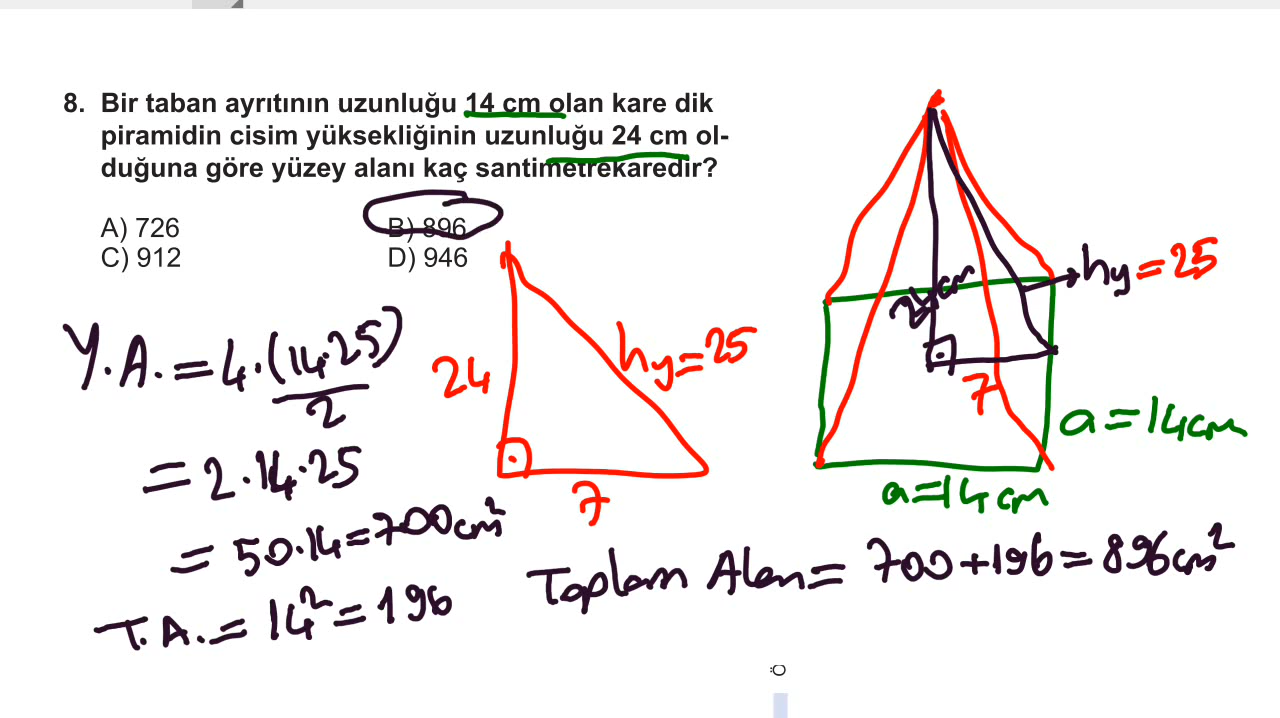 8. Bir taban ayrıtının uzunluğu 14 cm olan kare dik
piramidin cisim yüksekliğinin uzunluğu 24 cm ol-
duğuna göre yüzey alanı kaç santimetrekaredir?
A) 726 B) 896
C) 912 D) 946
Y.A. = 4.(14.25)/2
= 2.14.25
= 50.14 = 700 cm²
T.A. = 14² = 196
24
hy = 25
7
24 cm
hy = 25
7
a = 14 cm
a = 14 cm
Toplam Alan = 700 + 196 = 896 cm²